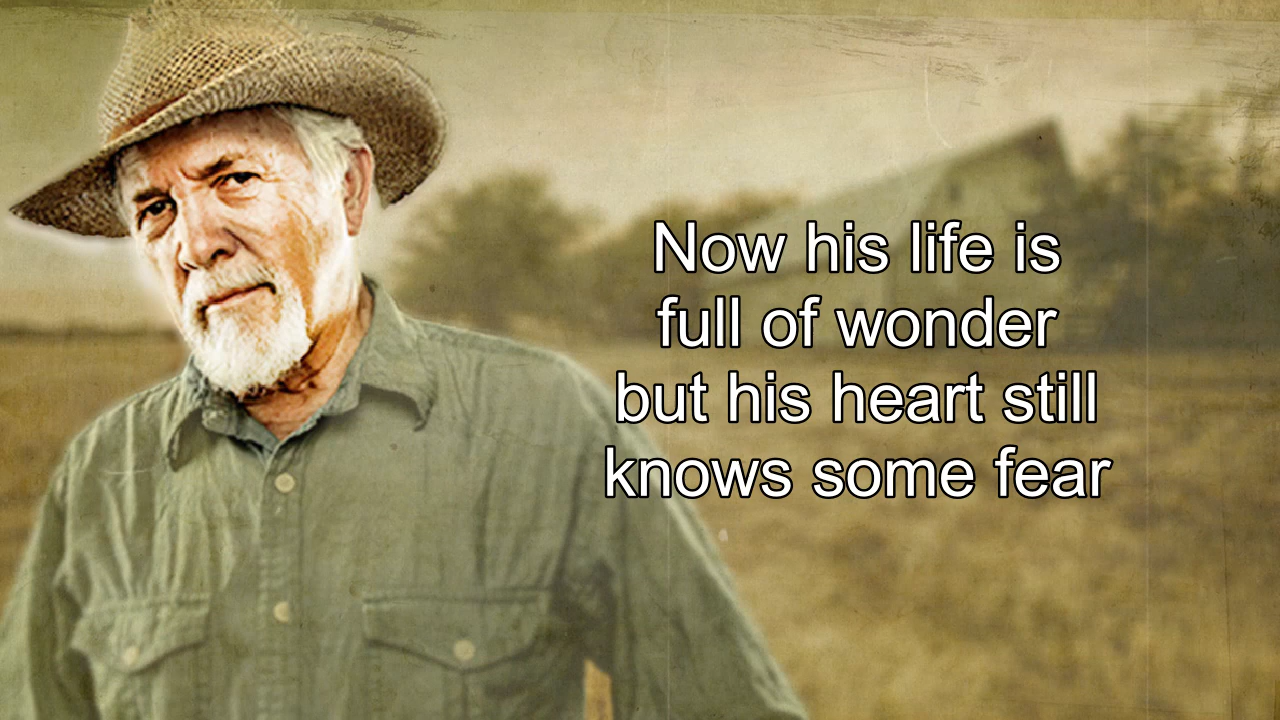 Now his life is
full of wonder
but his heart still
knows some fear